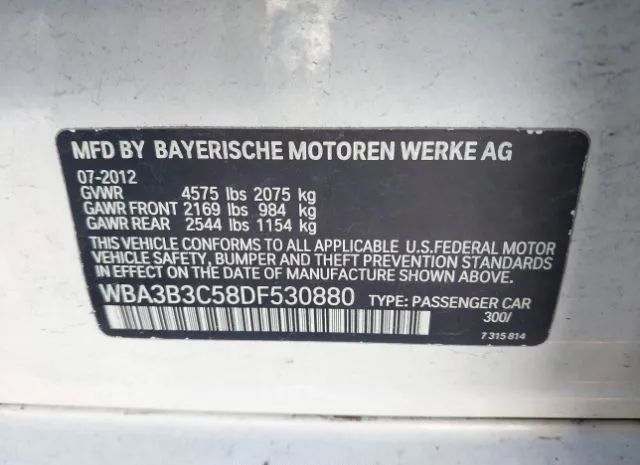 MFD BY BAYERISCHE MOTOREN WERKE AG
07-2012
GVWR 4575 lbs 2075 kg
GAWR FRONT 2169 lbs 984 kg
GAWR REAR 2544 lbs 1154 kg
THIS VEHICLE CONFORMS TO ALL APPLICABLE U.S.FEDERAL MOTOR
VEHICLE SAFETY, BUMPER AND THEFT PREVENTION STANDARDS
IN EFFECT ON THE DATE OF MANUFACTURE SHOWN ABOVE.
WBA3B3C58DF530880 TYPE: PASSENGER CAR
300/
7 315 814